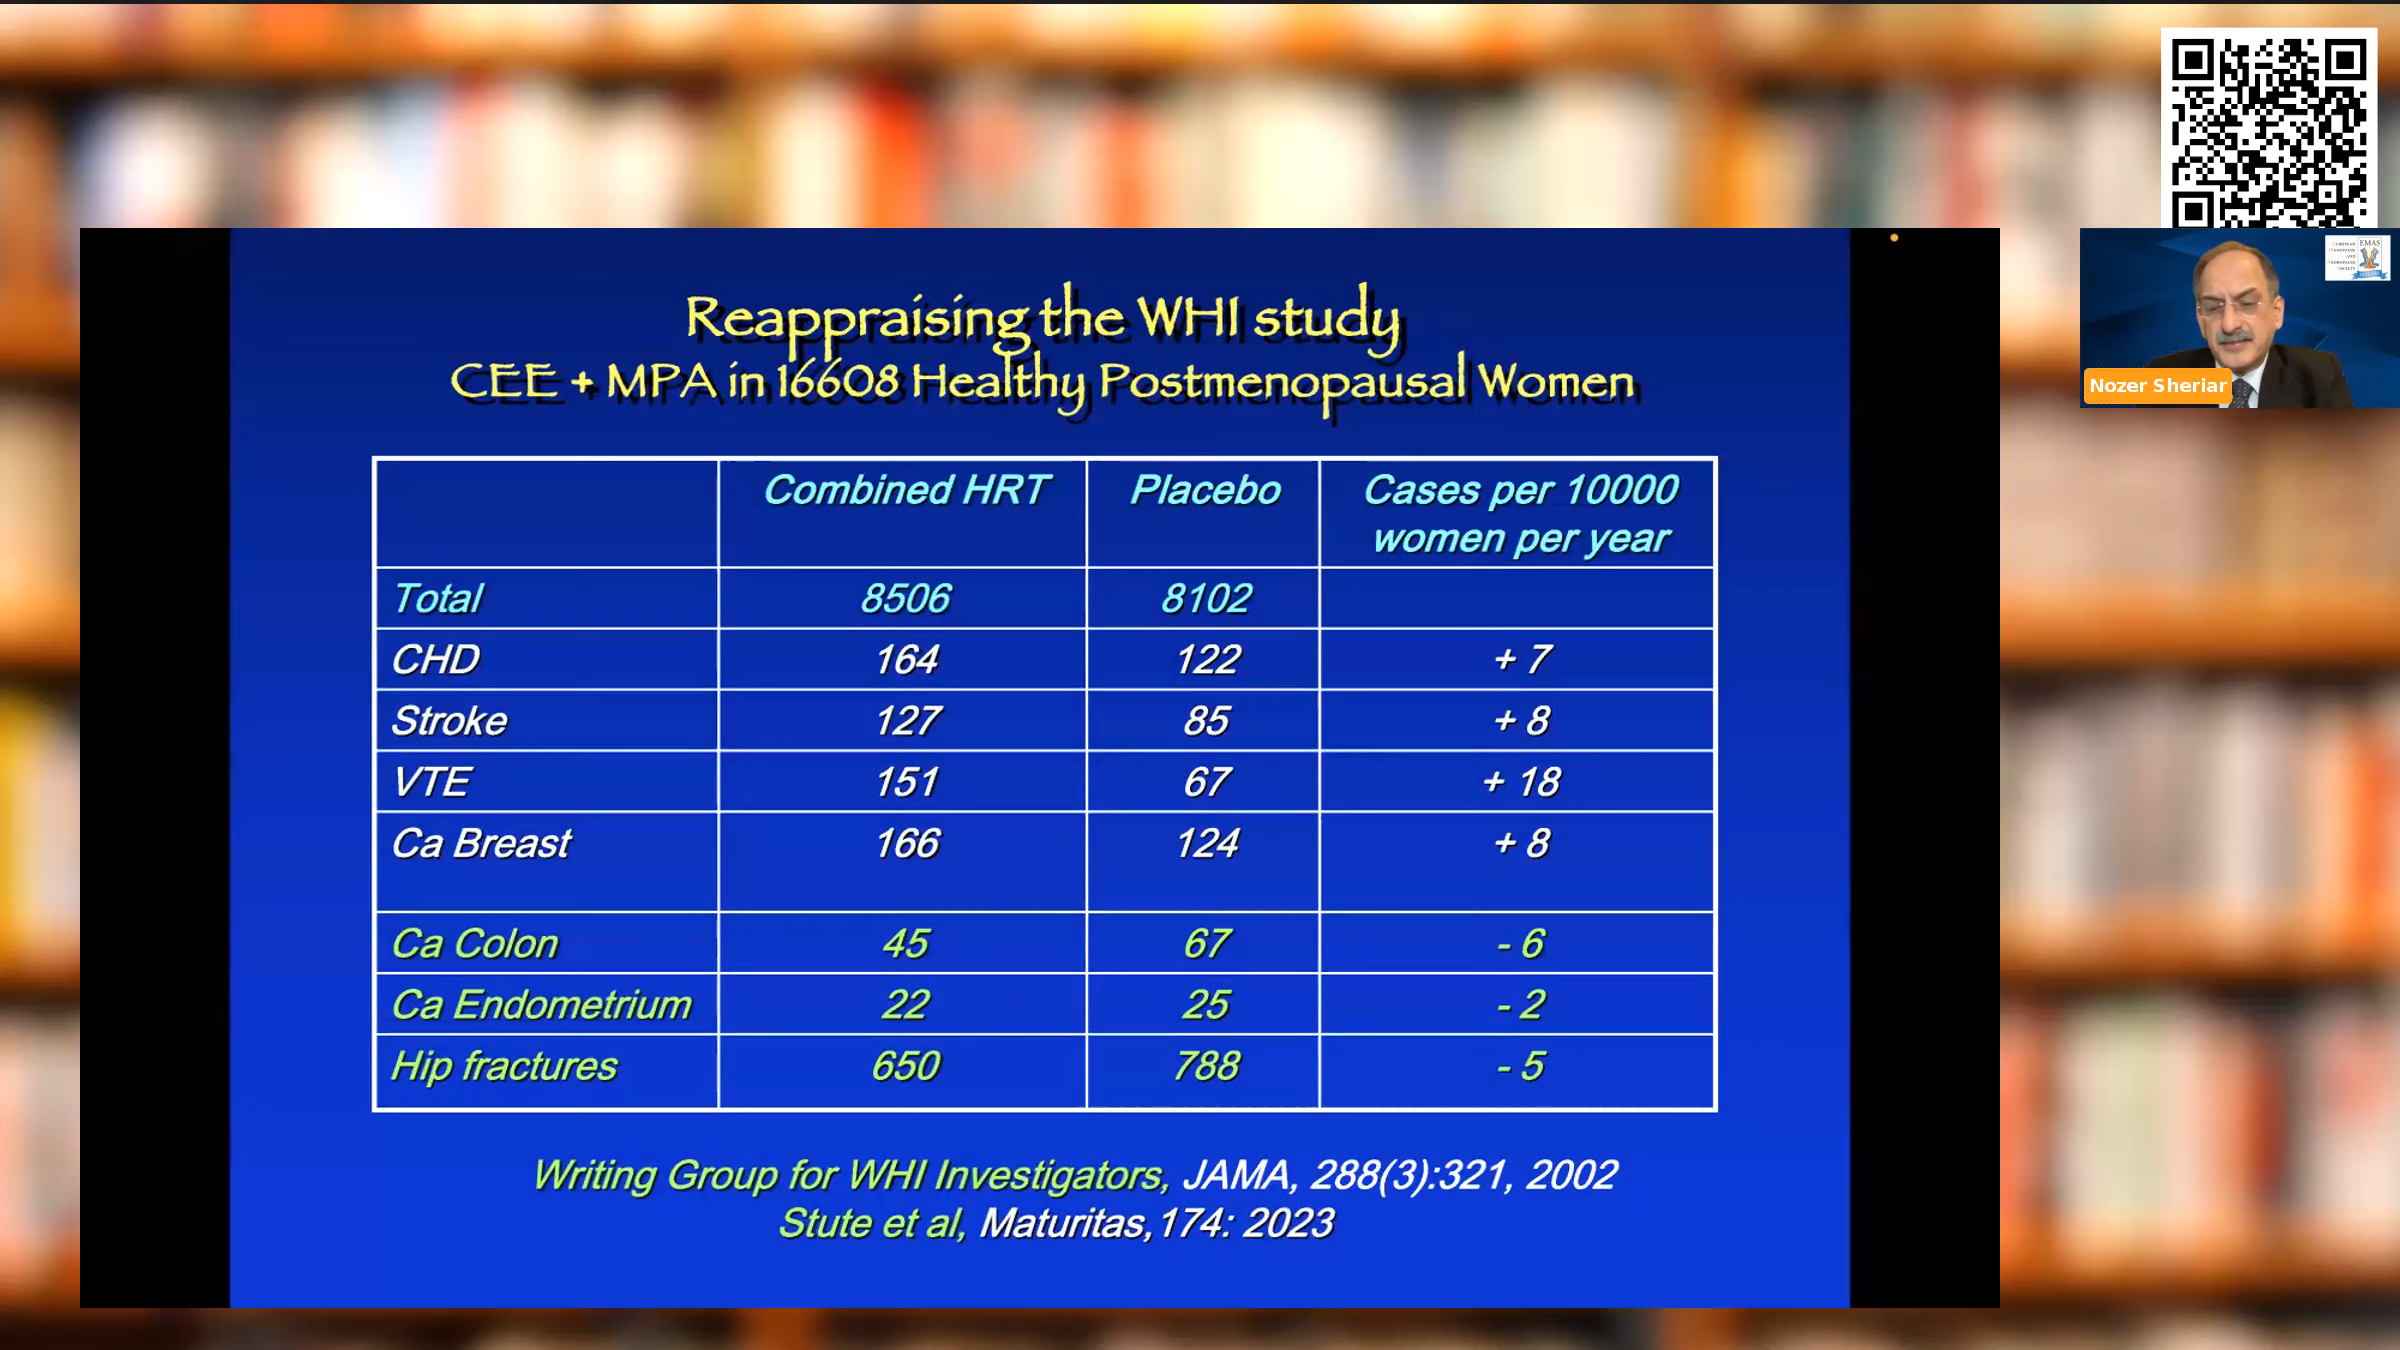 Reappraising the WHI study
CEE + MPA in 16608 Healthy Postmenopausal Women
Combined HRT Placebo Cases per 10000 women per year
Total 8506 8102
CHD 164 122 + 7
Stroke 127 85 + 8
VTE 151 67 + 18
Ca Breast 166 124 + 8
Ca Colon 45 67 - 6
Ca Endometrium 22 25 - 2
Hip fractures 650 788 - 5
Writing Group for WHI Investigators, JAMA, 288(3):321, 2002
Stute et al, Maturitas,174: 2023
EMAS
Nozer Sheriar